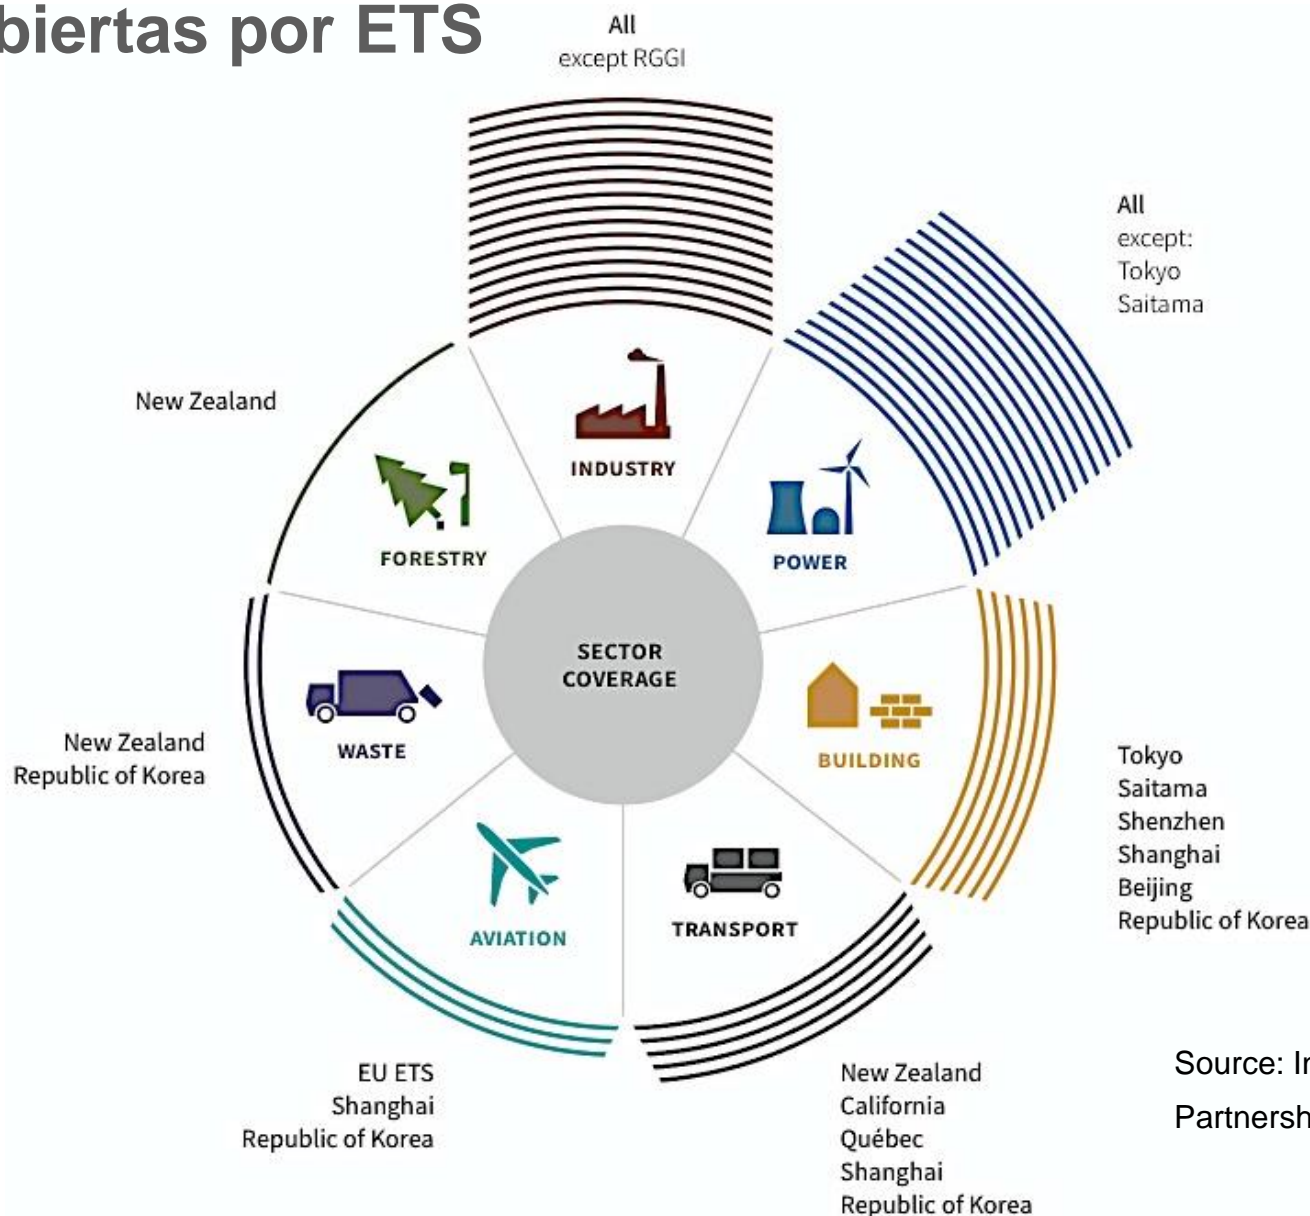 biertas por ETS
All
except RGGI
All
except:
Tokyo
Saitama
New Zealand
INDUSTRY
FORESTRY
POWER
SECTOR
COVERAGE
New Zealand
Republic of Korea
WASTE
BUILDING
Tokyo
Saitama
Shenzhen
Shanghai
Beijing
Republic of Korea
AVIATION
TRANSPORT
EU ETS
Shanghai
Republic of Korea
New Zealand
California
Québec
Shanghai
Republic of Korea
Source: I
Partnersh